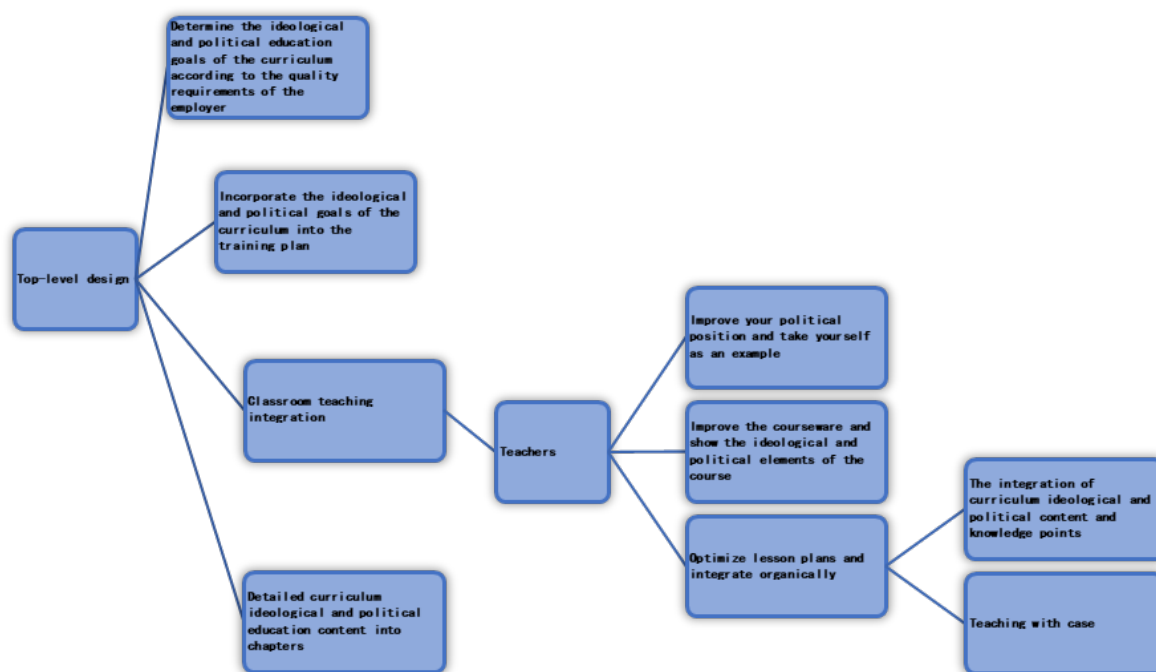 Determine the ideological
and political education
goals of the curriculum
according to the quality
requirements of the
employer
Incorporate the ideological
and political goals of the
curriculum into the
training plan
Top-level design
Classroom teaching
integration
Detailed curriculum
ideological and political
education content into
chapters
Teachers
Improve your political
position and take yourself
as an example
Improve the courseware and
show the ideological and
political elements of the
course
Optimize lesson plans and
integrate organically
The integration of
curriculum ideological and
political content and
knowledge points
Teaching with case